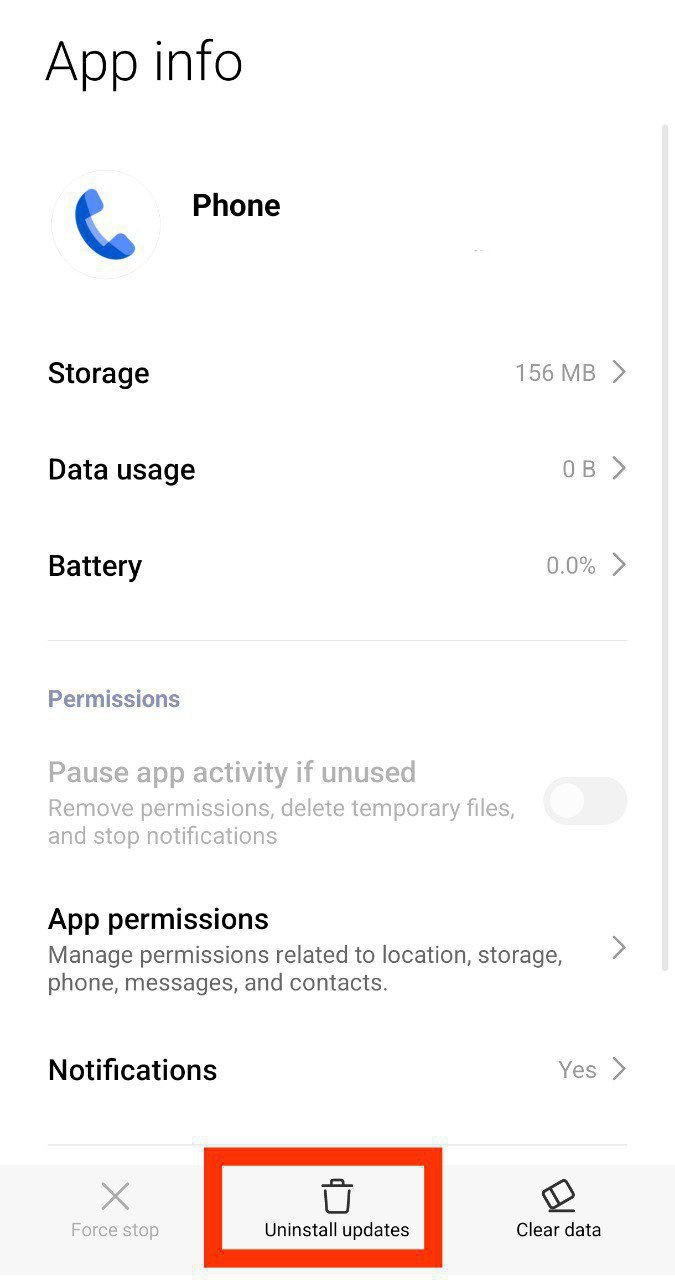 App info
Phone
Storage 156 MB
Data usage 0 B
Battery 0.0%
Permissions
Pause app activity if unused
Remove permissions, delete temporary files,
and stop notifications
App permissions
Manage permissions related to location, storage,
phone, messages, and contacts.
Notifications Yes
Force stop Uninstall updates Clear data